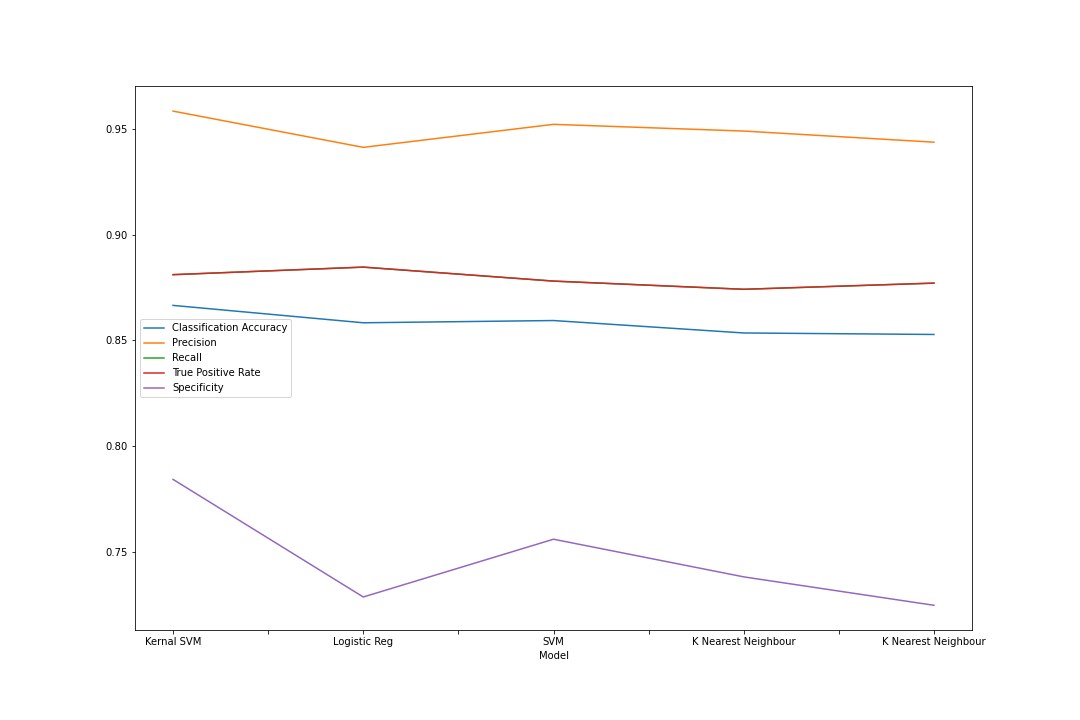 0.95
0.90
0.85
0.80
0.75
Classification Accuracy
Precision
Recall
True Positive Rate
Specificity
Kernal SVM Logistic Reg SVM K Nearest Neighbour K Nearest Neighbour
Model